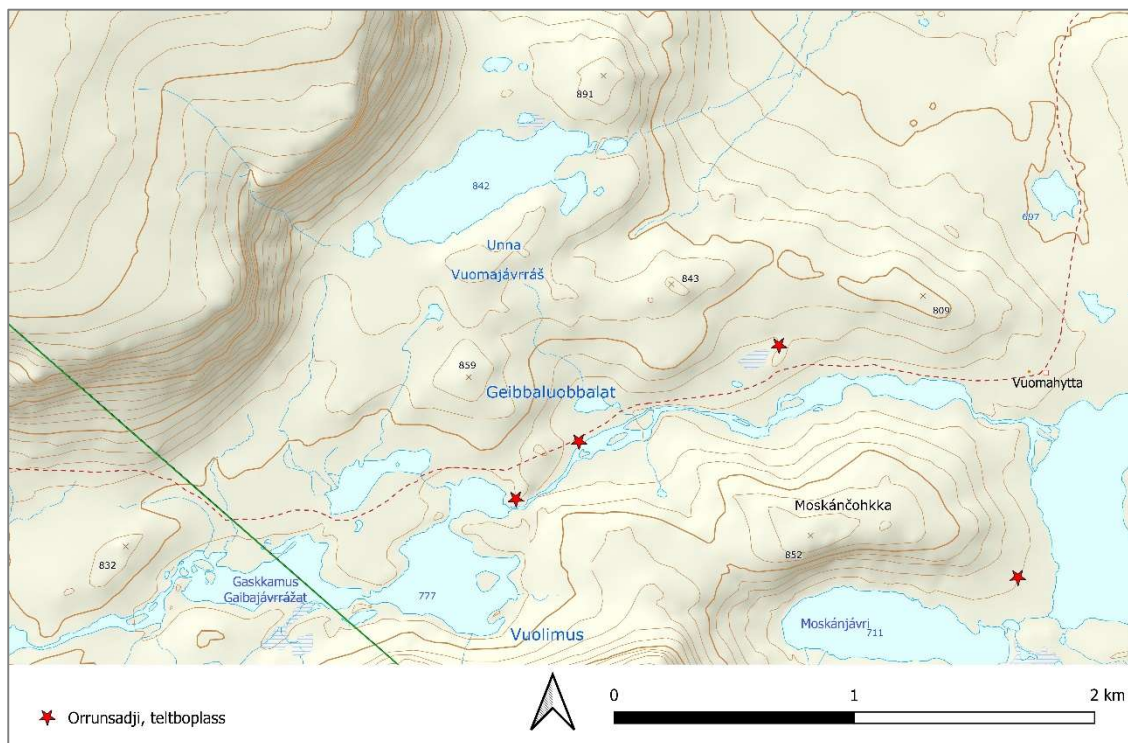 891
842
697
Unna
Vuomajávrráš
843
809
859
Geibbaluobbalat
Vuomahytta
Moskánčohkka
852
832
Gaskkamus
Gaibajávrrážat
777
Vuolimus
Moskánjávri
711
0 1 2 km
Orrunsadji, teltboplass